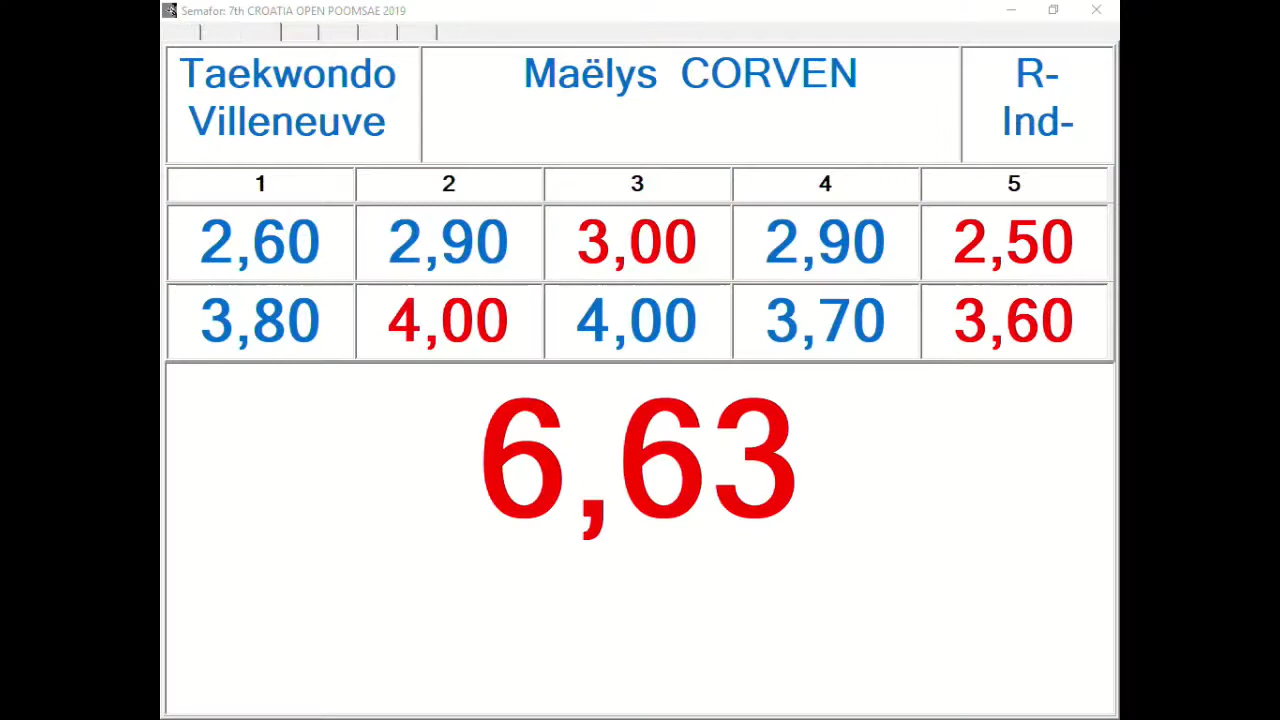 Semafor: 7th CROATIA OPEN POOMSAE 2019
Taekwondo Villeneuve
Maëlys CORVEN
R-Ind-
1 2 3 4 5
2,60 2,90 3,00 2,90 2,50
3,80 4,00 4,00 3,70 3,60
6,63